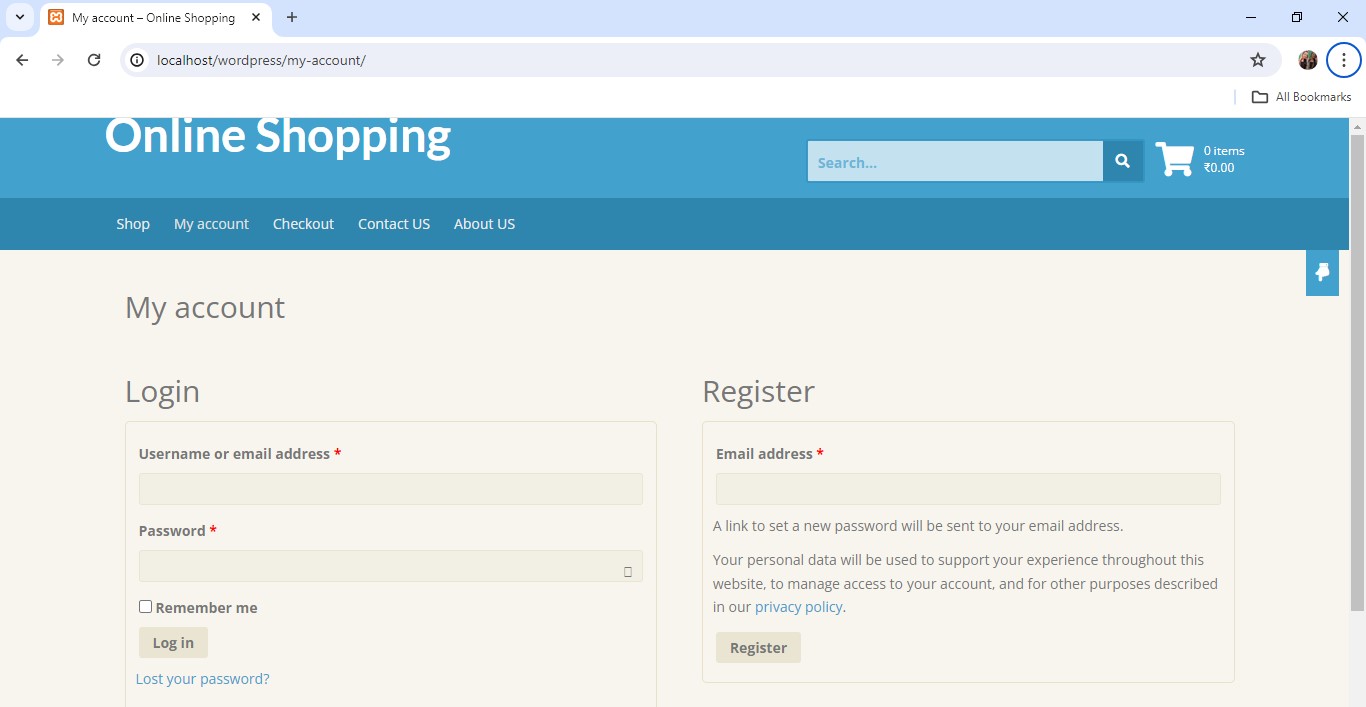 My account – Online Shopping
localhost/wordpress/my-account/
All Bookmarks
Online Shopping
Search...
0 items
₹0.00
Shop My account Checkout Contact US About US
My account
Login
Username or email address *
Password *
Remember me
Log in
Lost your password?
Register
Email address *
A link to set a new password will be sent to your email address.
Your personal data will be used to support your experience throughout this
website, to manage access to your account, and for other purposes described
in our privacy policy.
Register